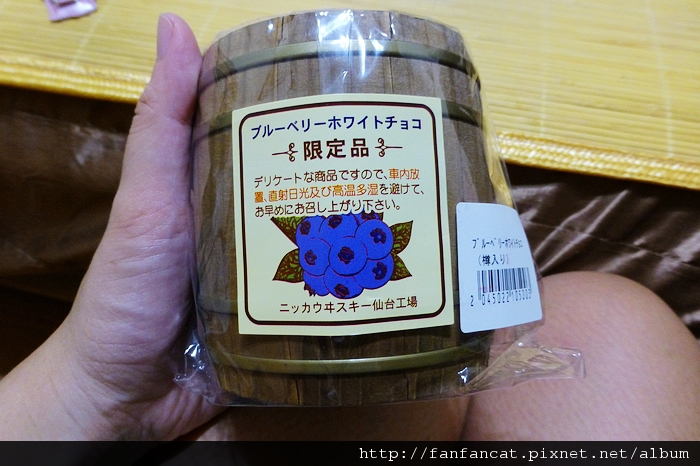 ブルーベリーホワイトチョコ
限定品
デリケートな商品ですので、車内放
置、直射日光及び高温多湿を避けて、
お早めにお召し上がり下さい。
ニッカウヰスキー仙台工場
ブルーベリーホワイトチョコ
(樽入り)
2 045022 105002
http://fanfancat.pixnet.net/album